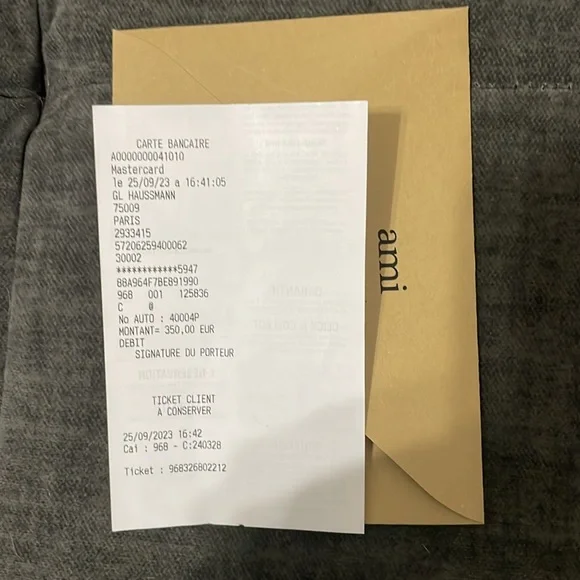 CARTE BANCAIRE
A0000000041010
Mastercard
le 25/09/23 a 16:41:05
GL HAUSSMANN
75009
PARIS
2933415
57206259400062
30002
************5947
88A964F7BE891990
968 001 125836
C @
No AUTO : 40004P
MONTANT= 350,00 EUR
DEBIT
SIGNATURE DU PORTEUR
TICKET CLIENT
A CONSERVER
25/09/2023 16:42
Cai : 968 - C:240328
Ticket : 968326802212
ami